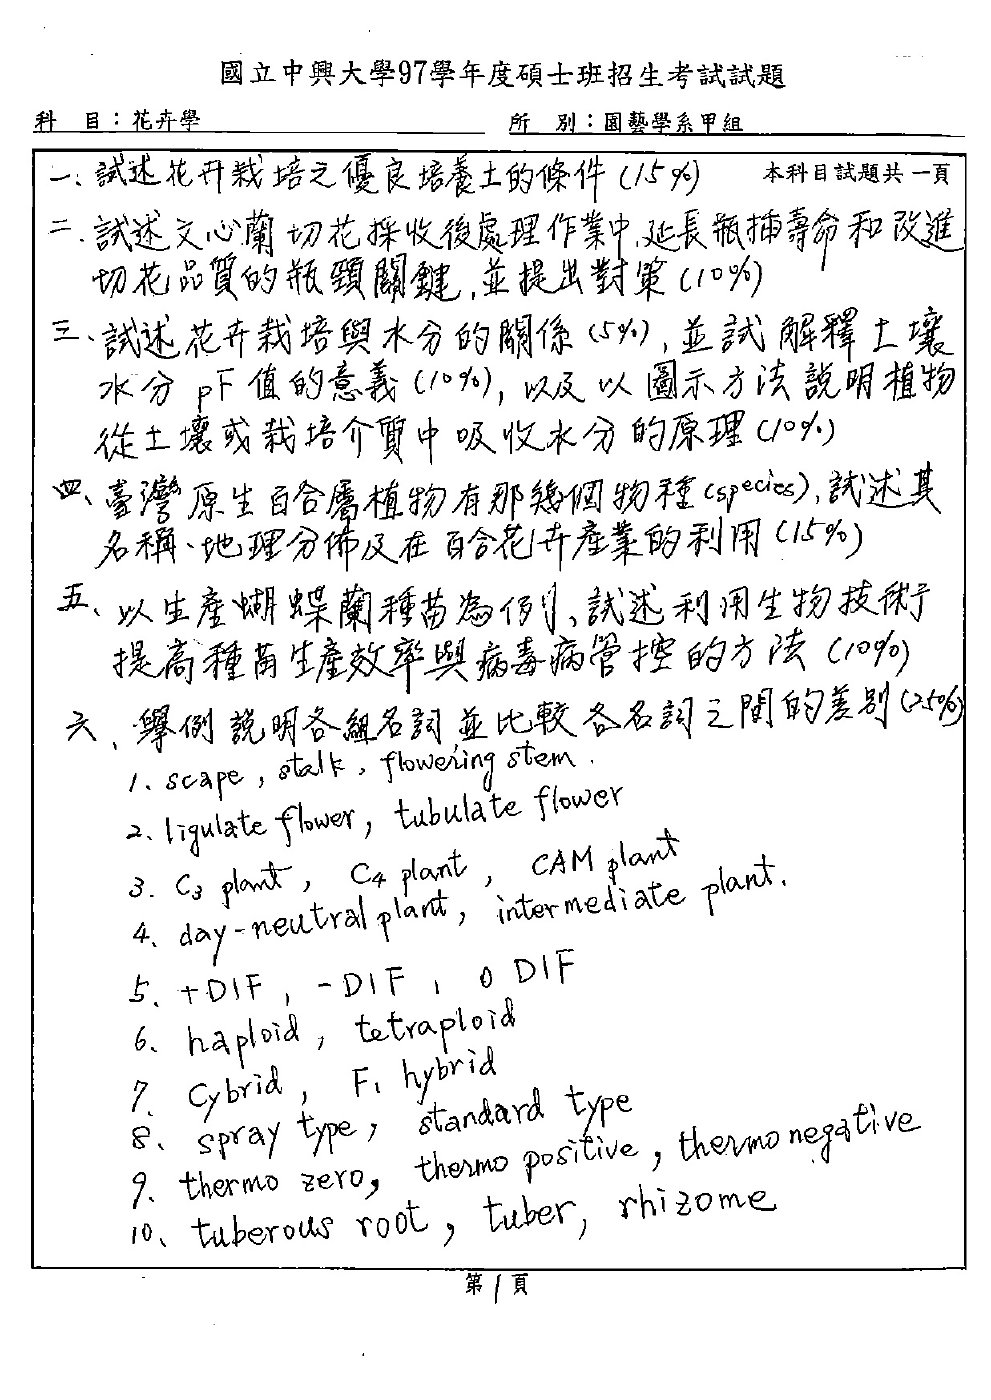 國立中興大學97學年度碩士班招生考試試題
科 目：花卉學 所 別：園藝學系甲組
一、試述花卉栽培之優良培養土的條件(15%) 本科目試題共一頁
二、試述文心蘭切花採收後處理作業中，延長瓶插壽命和改進
切花品質的瓶頸關鍵，並提出對策(10%)
三、試述花卉栽培與水分的關係(5%)，並試解釋土壤
水分pF值的意義(10%)，以及以圖示方法說明植物
從土壤或栽培介質中吸收水分的原理(10%)
四、臺灣原生百合屬植物有那幾個物種(species)，試述其
名稱、地理分佈及在百合花卉產業的利用(15%)
五、以生產蝴蝶蘭種苗為例，試述利用生物技術
提高種苗生產效率與病毒病管控的方法(10%)
六、舉例說明各組名詞並比較各名詞之間的差別(25%)
1. scape, stalk, flowering stem.
2. ligulate flower, tubulate flower
3. C3 plant, C4 plant, CAM plant
4. day-neutral plant, intermediate plant.
5. +DIF, -DIF, 0 DIF
6. haploid, tetraploid
7. Cybrid, F1 hybrid
8. spray type, standard type
9. thermo zero, thermo positive, thermo negative
10. tuberous root, tuber, rhizome
第1頁